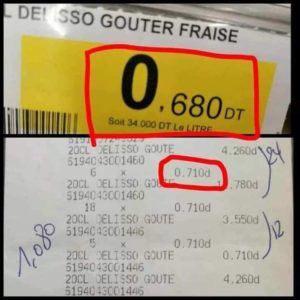 L DELISSO GOUTER FRAISE
0,680 DT
Soit 34.000 DT Le LITRE
20CL DELISSO GOUTE 4.260d
6194043001460
6 x 0.710d
20CL DELISSO GOUTE .780d
6194043001460
18 x 0.710d
20CL DELISSO GOUTE 3.550d
6194043001446
5 x 0.710d
20CL DELISSO GOUTE 0.710d
6194043001446
20CL DELISSO GOUTE 4.260d
6194043001446
24
12
1,080